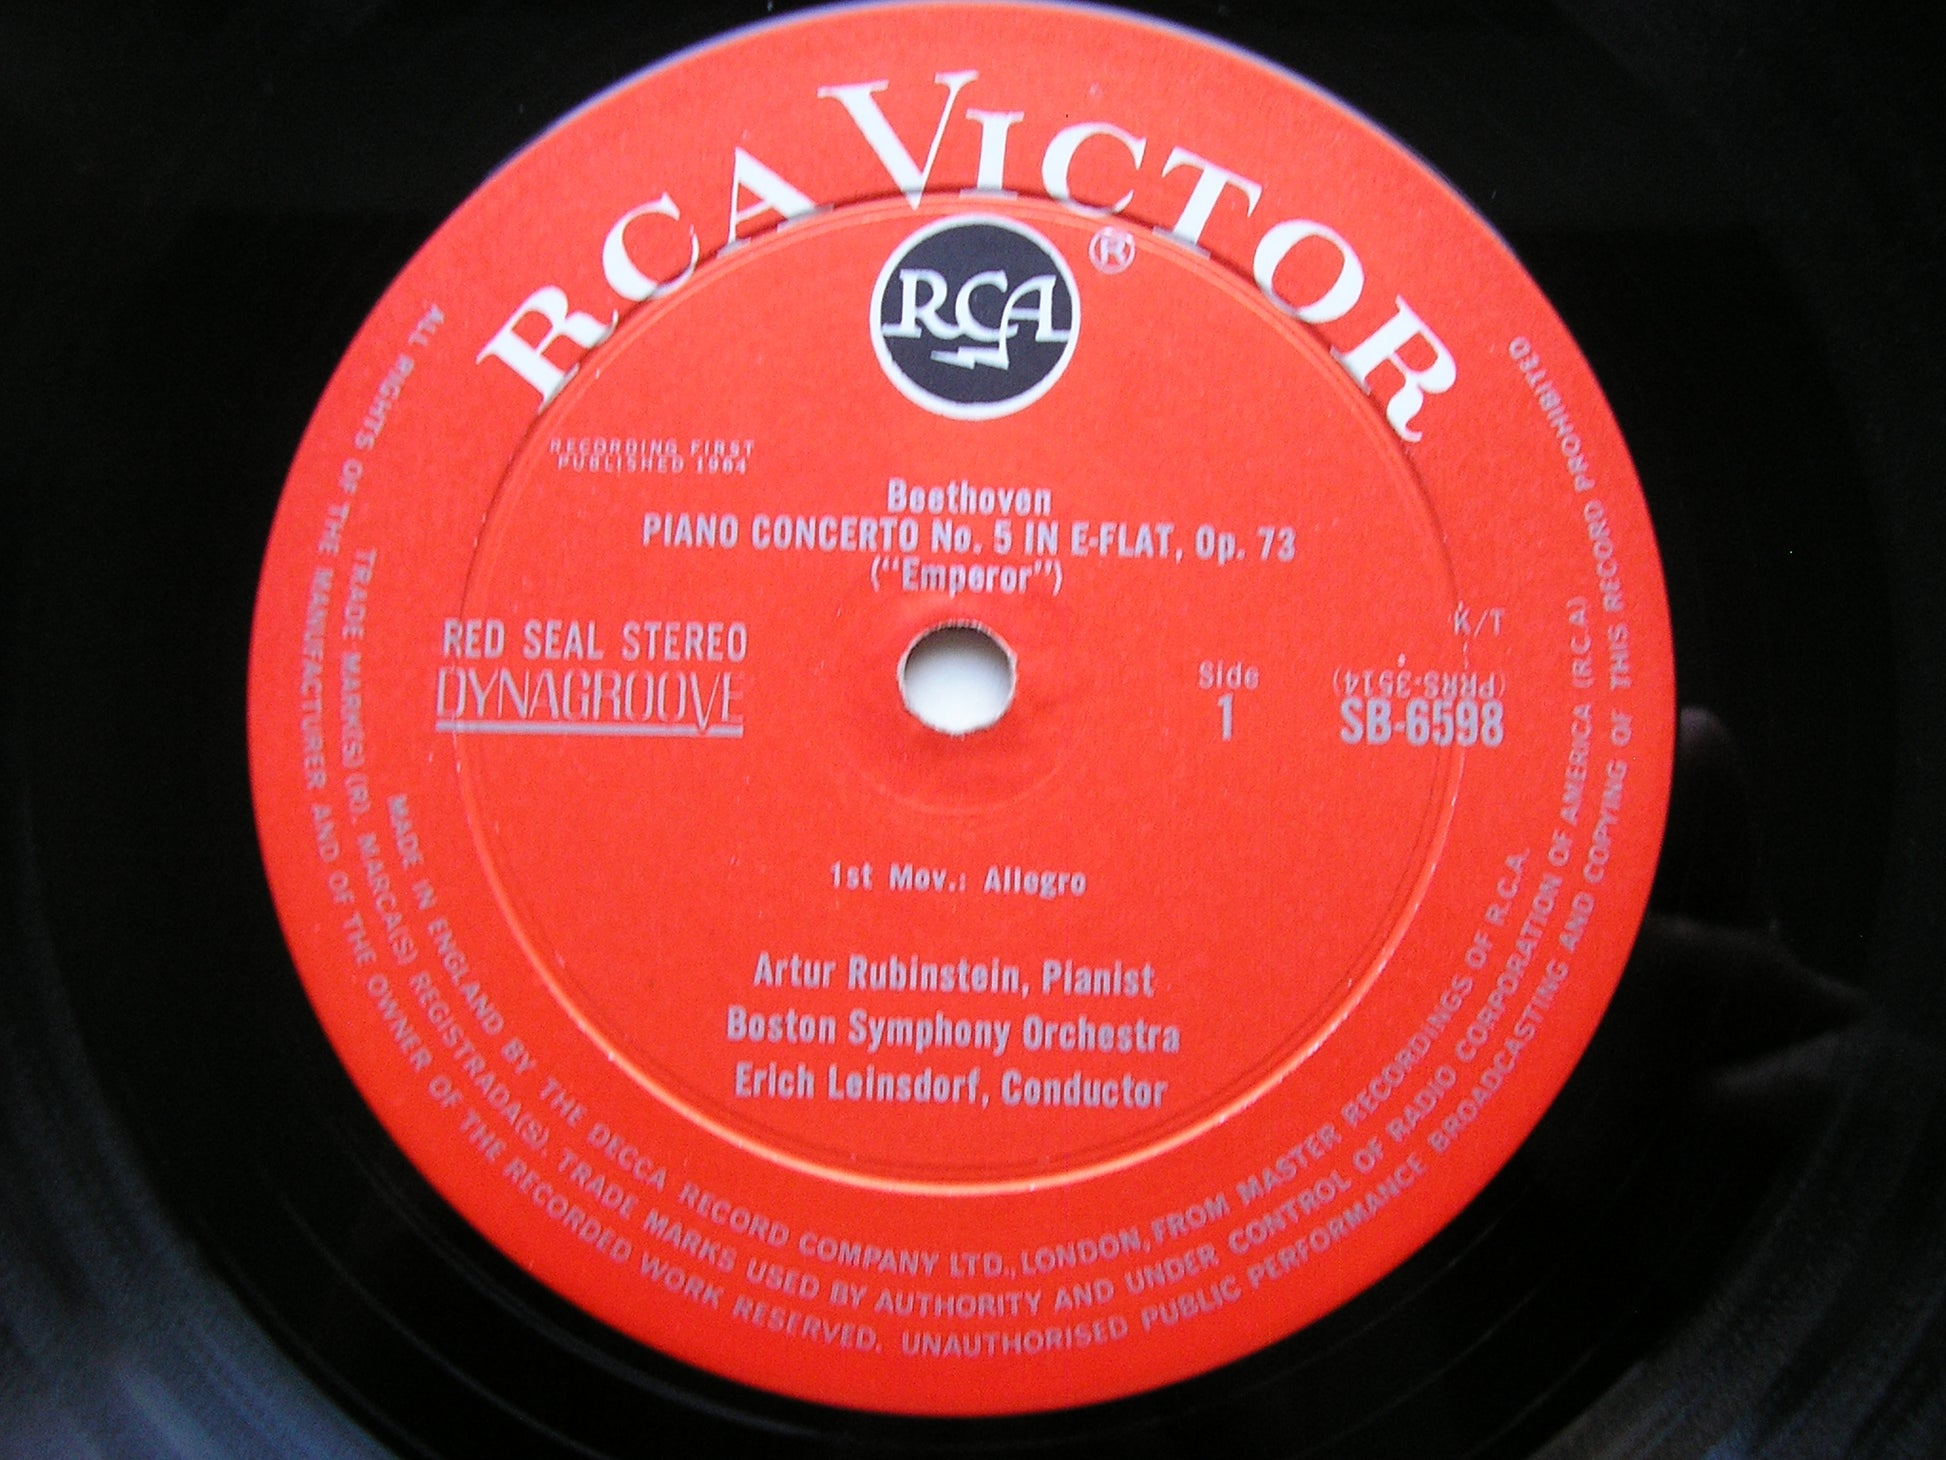 RCA VICTOR
RCA
®
RECORDING FIRST
PUBLISHED 1964
Beethoven
PIANO CONCERTO No. 5 IN E-FLAT, Op. 73
("Emperor")
RED SEAL STEREO
DYNAGROOVE
K/T
Side
1
(PRRS-3514)
SB-6598
1st Mov.: Allegro
Artur Rubinstein, Pianist
Boston Symphony Orchestra
Erich Leinsdorf, Conductor
MADE IN ENGLAND BY THE DECCA RECORD COMPANY LTD., LONDON, FROM MASTER RECORDINGS OF R.C.A.
TRADE MARK(S) (R). MARCA(S) REGISTRADA(S). TRADE MARKS USED BY AUTHORITY AND UNDER CONTROL OF RADIO CORPORATION OF AMERICA (R.C.A.)
ALL RIGHTS OF THE MANUFACTURER AND OF THE OWNER OF THE RECORDED WORK RESERVED. UNAUTHORISED PUBLIC PERFORMANCE BROADCASTING AND COPYING OF THIS RECORD PROHIBITED